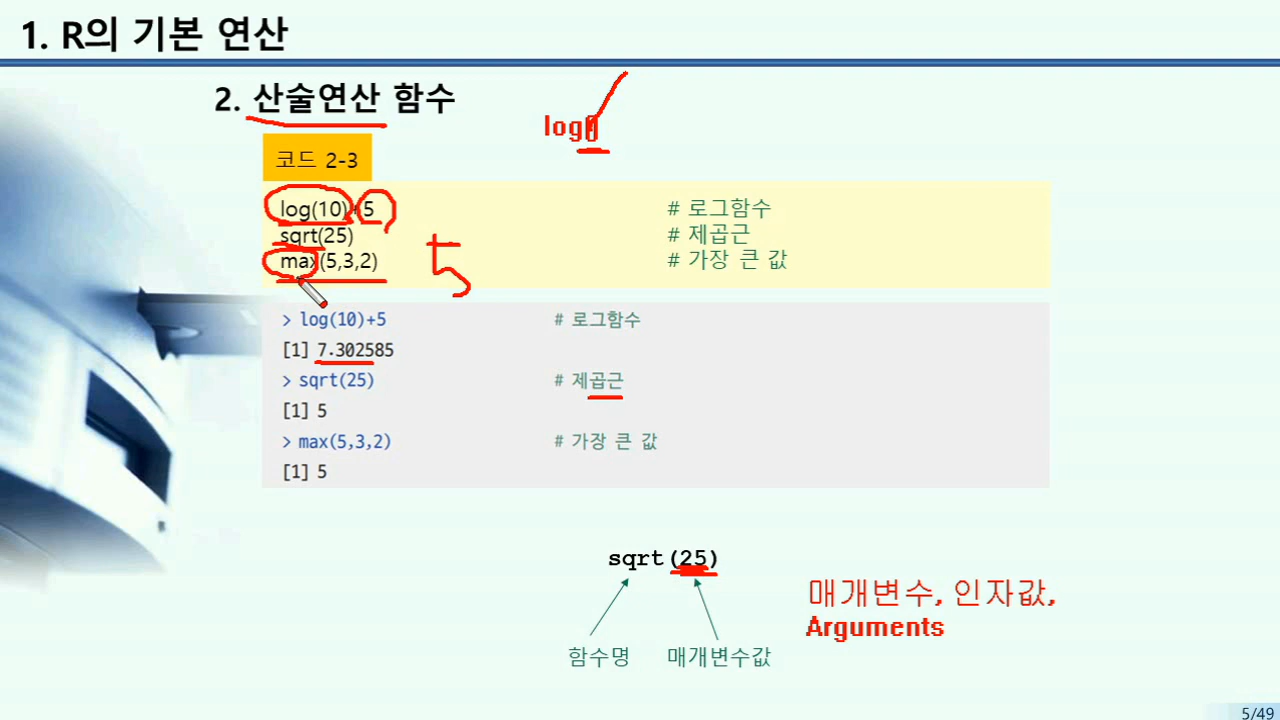 1. R의 기본 연산
2. 산술연산 함수
log()
코드 2-3
log(10)+5 # 로그함수
sqrt(25) # 제곱근
max(5,3,2) # 가장 큰 값
5
> log(10)+5 # 로그함수
[1] 7.302585
> sqrt(25) # 제곱근
[1] 5
> max(5,3,2) # 가장 큰 값
[1] 5
sqrt(25)
매개변수, 인자값,
Arguments
함수명 매개변수값
5/49